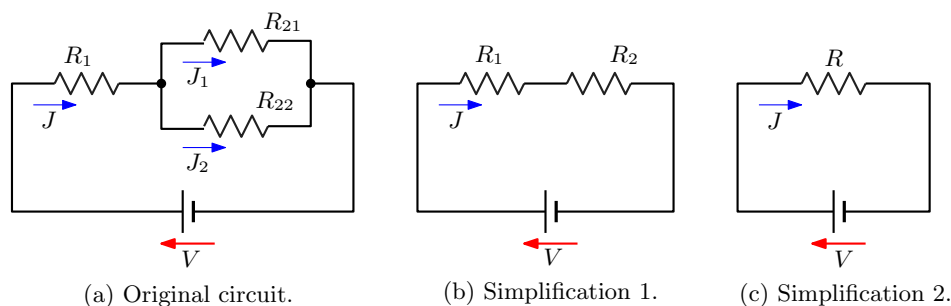 R₁ R₂₁
J₁
J R₂₂
J₂
V
(a) Original circuit.
R₁ R₂
J
V
(b) Simplification 1.
R
J
V
(c) Simplification 2.